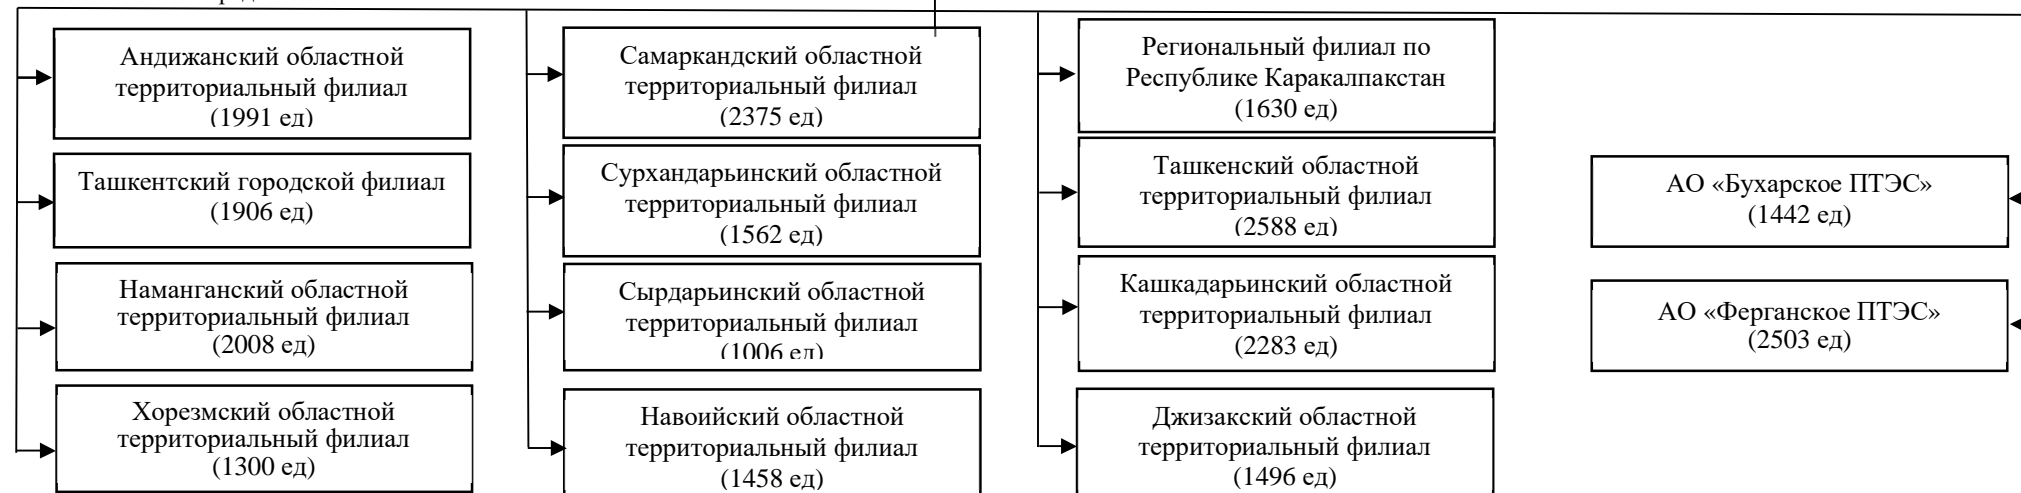 Андижанский областной
территориальный филиал
(1991 ед)
Ташкентский городской филиал
(1906 ед)
Наманганский областной
территориальный филиал
(2008 ед)
Хорезмский областной
территориальный филиал
(1300 ед)
Самаркандский областной
территориальный филиал
(2375 ед)
Сурхандарьинский областной
территориальный филиал
(1562 ед)
Сырдарьинский областной
территориальный филиал
(1006 ед)
Навоийский областной
территориальный филиал
(1458 ед)
Региональный филиал по
Республике Каракалпакстан
(1630 ед)
Ташкенский областной
территориальный филиал
(2588 ед)
Кашкадарьинский областной
территориальный филиал
(2283 ед)
Джизакский областной
территориальный филиал
(1496 ед)
АО «Бухарское ПТЭС»
(1442 ед)
АО «Ферганское ПТЭС»
(2503 ед)